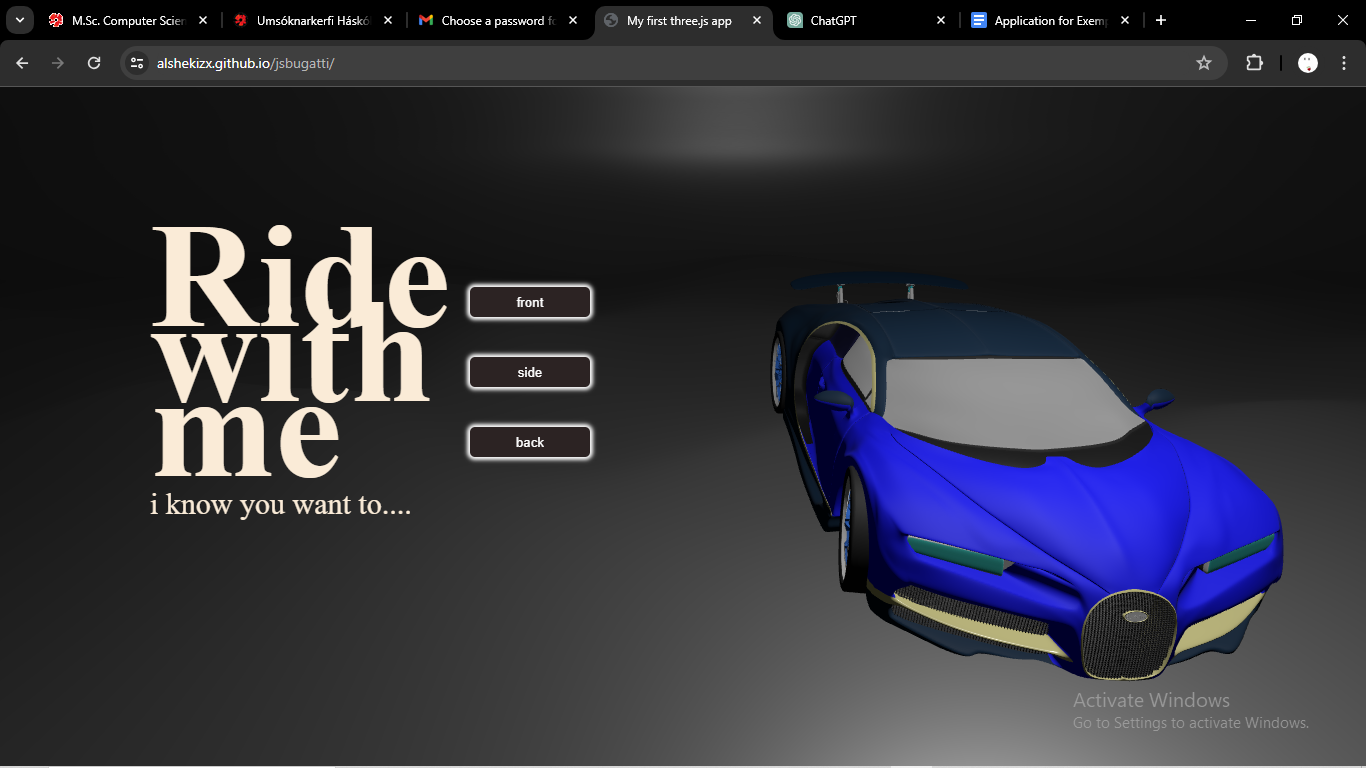 M.Sc. Computer Scien
Umsóknarkerfi Háskó
Choose a password fo
My first three.js app
ChatGPT
Application for Exemp
alshekizx.github.io/jsbugatti/
Ride
with
me
i know you want to....
front
side
back
Activate Windows
Go to Settings to activate Windows.